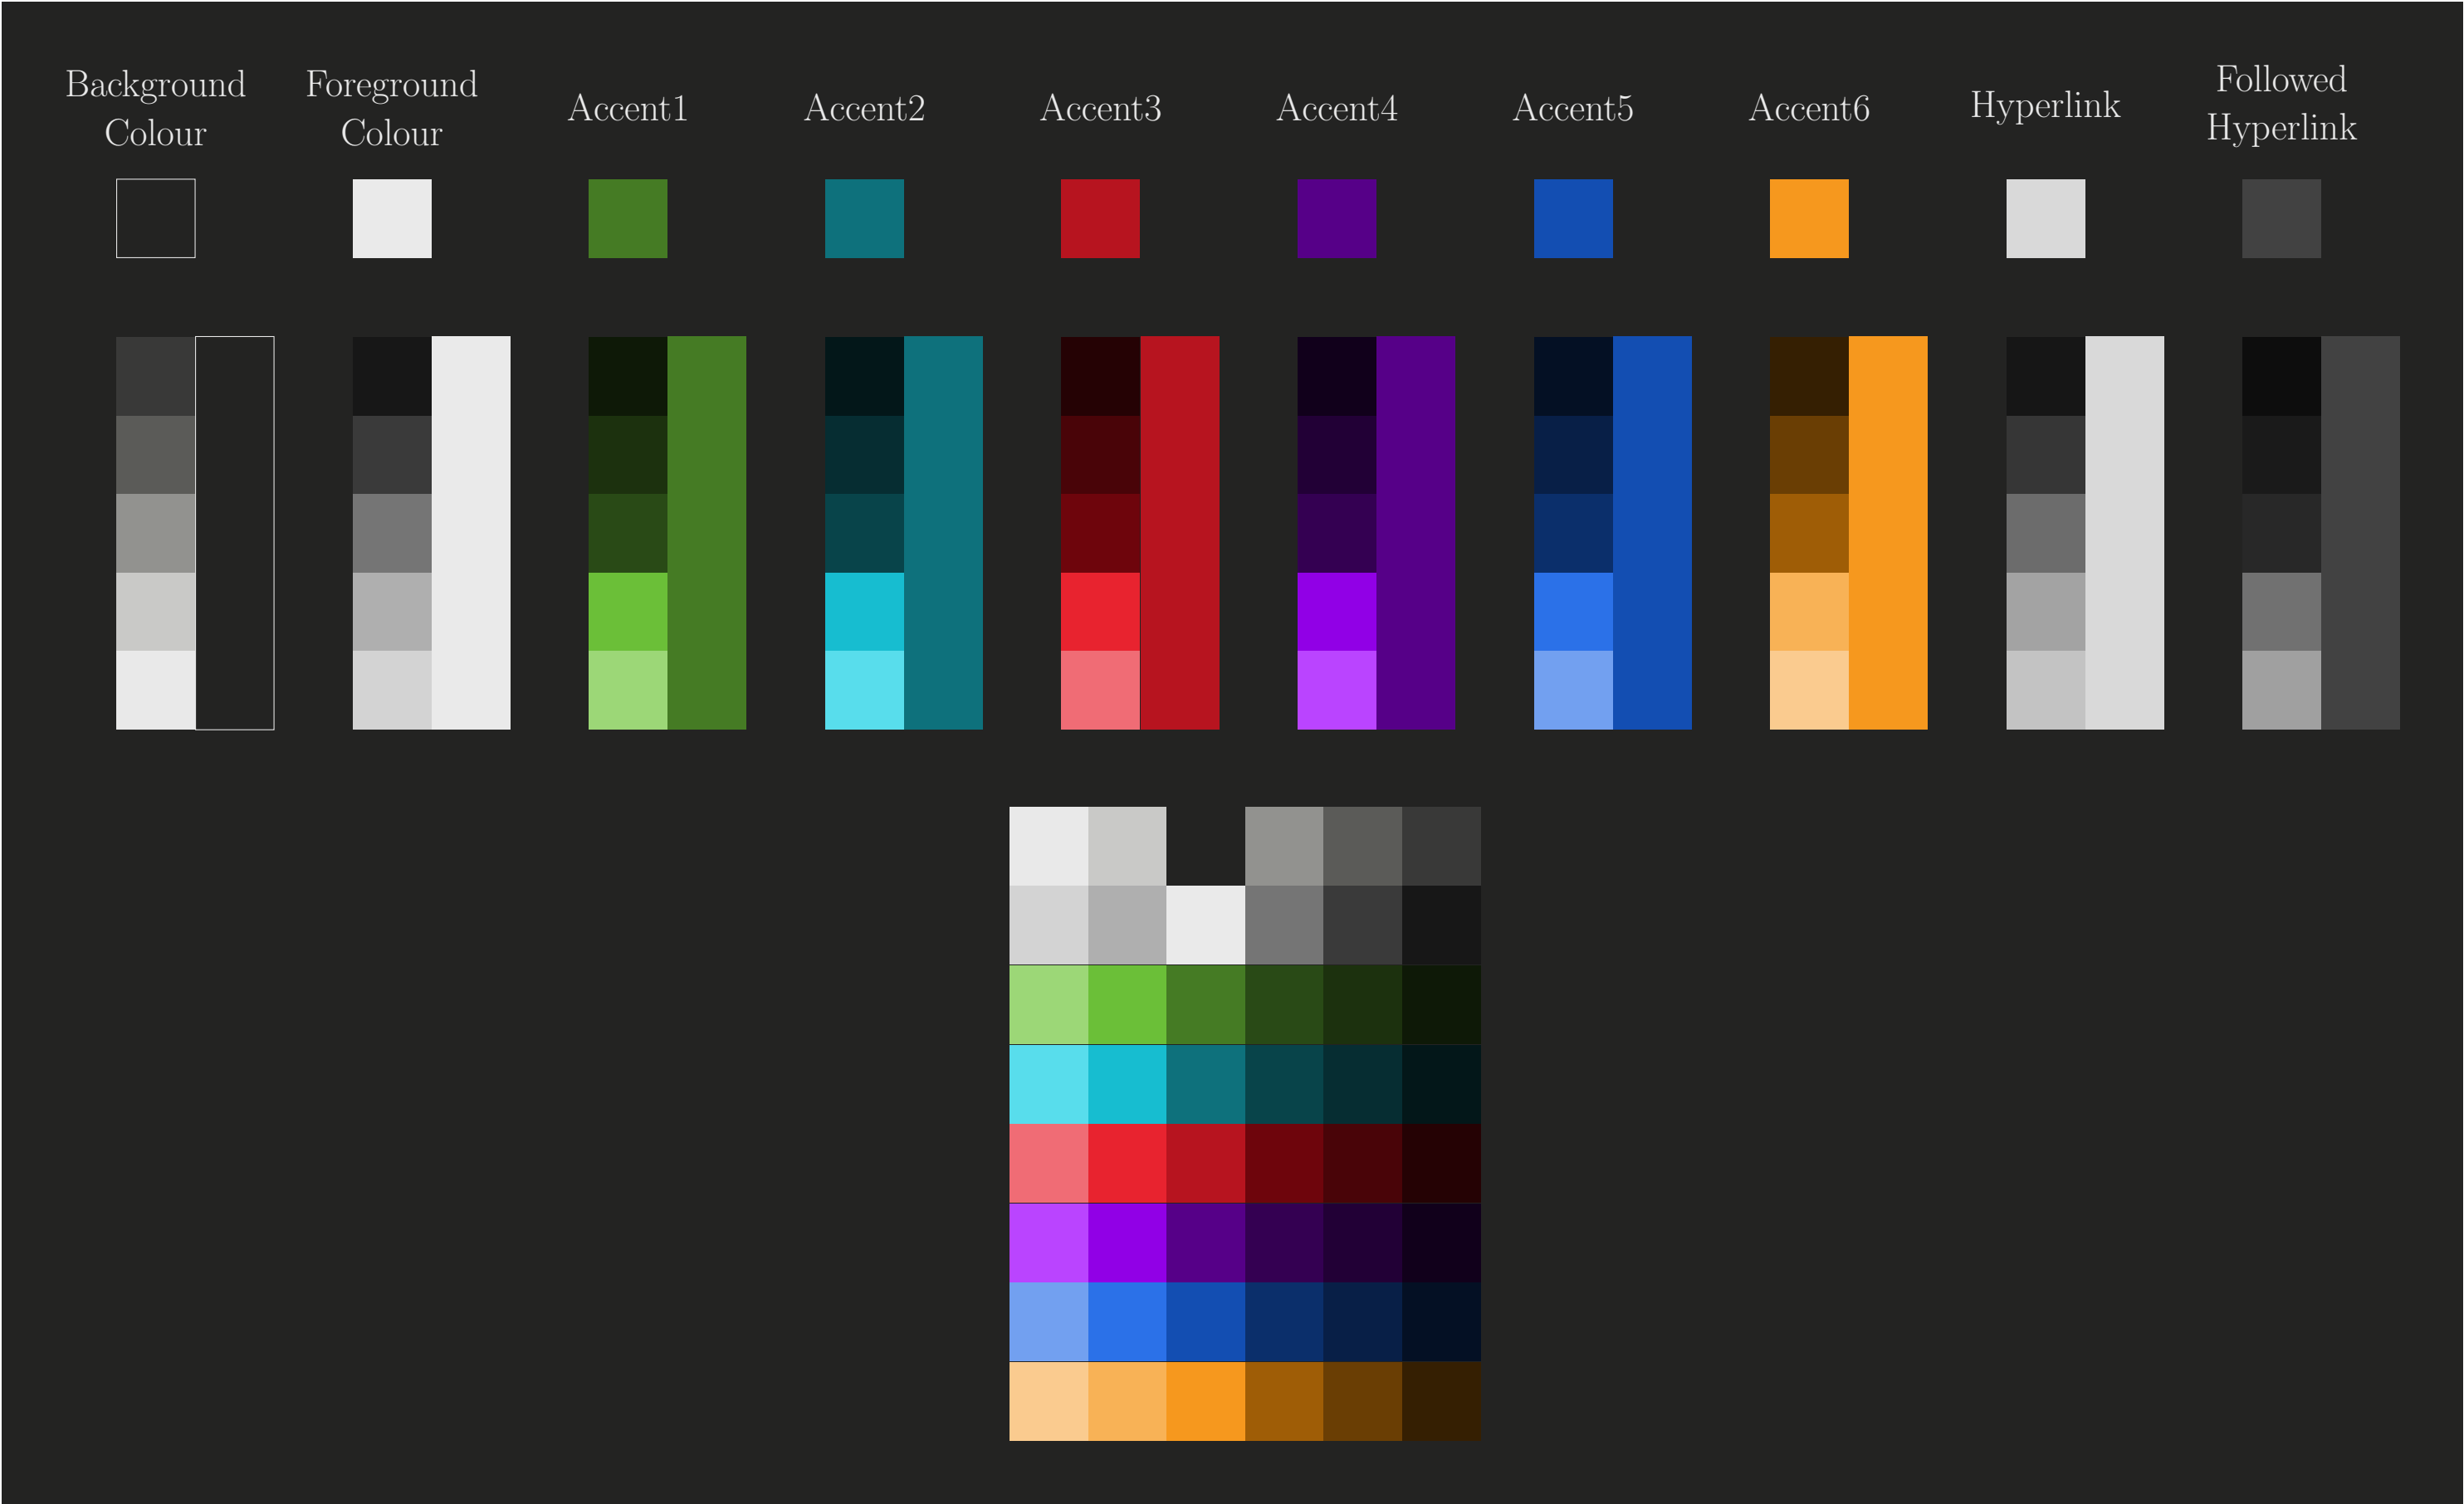 Background
Colour
Foreground
Colour
Accent1
Accent2
Accent3
Accent4
Accent5
Accent6
Hyperlink
Followed
Hyperlink